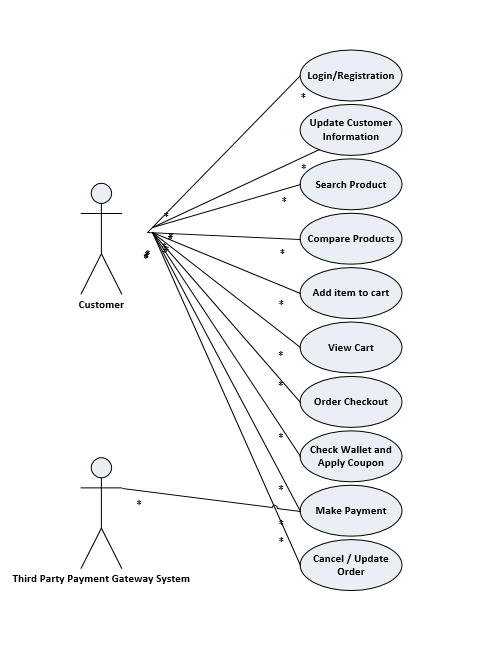 Login/Registration
Update Customer
Information
Search Product
Compare Products
Customer
Add item to cart
View Cart
Order Checkout
Check Wallet and
Apply Coupon
Make Payment
Third Party Payment Gateway System
Cancel / Update
Order